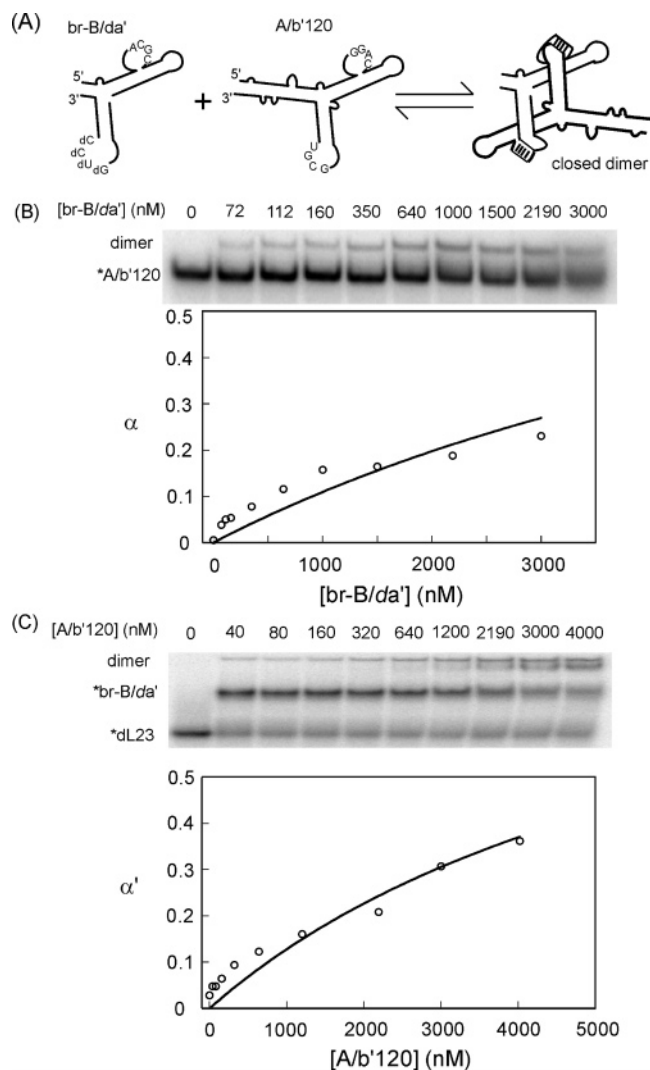 (A)
br-B/da'
A/b'120
A C G C
G G A C
5'
3'
5'
3'
+
dC
dC
dU dG
U
G C G
closed dimer
(B)
[br-B/da'] (nM) 0 72 112 160 350 640 1000 1500 2190 3000
dimer
*A/b'120
0.5
0.4
0.3
0.2
0.1
0
α
0 1000 2000 3000
[br-B/da'] (nM)
(C)
[A/b'120] (nM) 0 40 80 160 320 640 1200 2190 3000 4000
dimer
*br-B/da'
*dL23
0.5
0.4
0.3
0.2
0.1
0
α'
0 1000 2000 3000 4000 5000
[A/b'120] (nM)